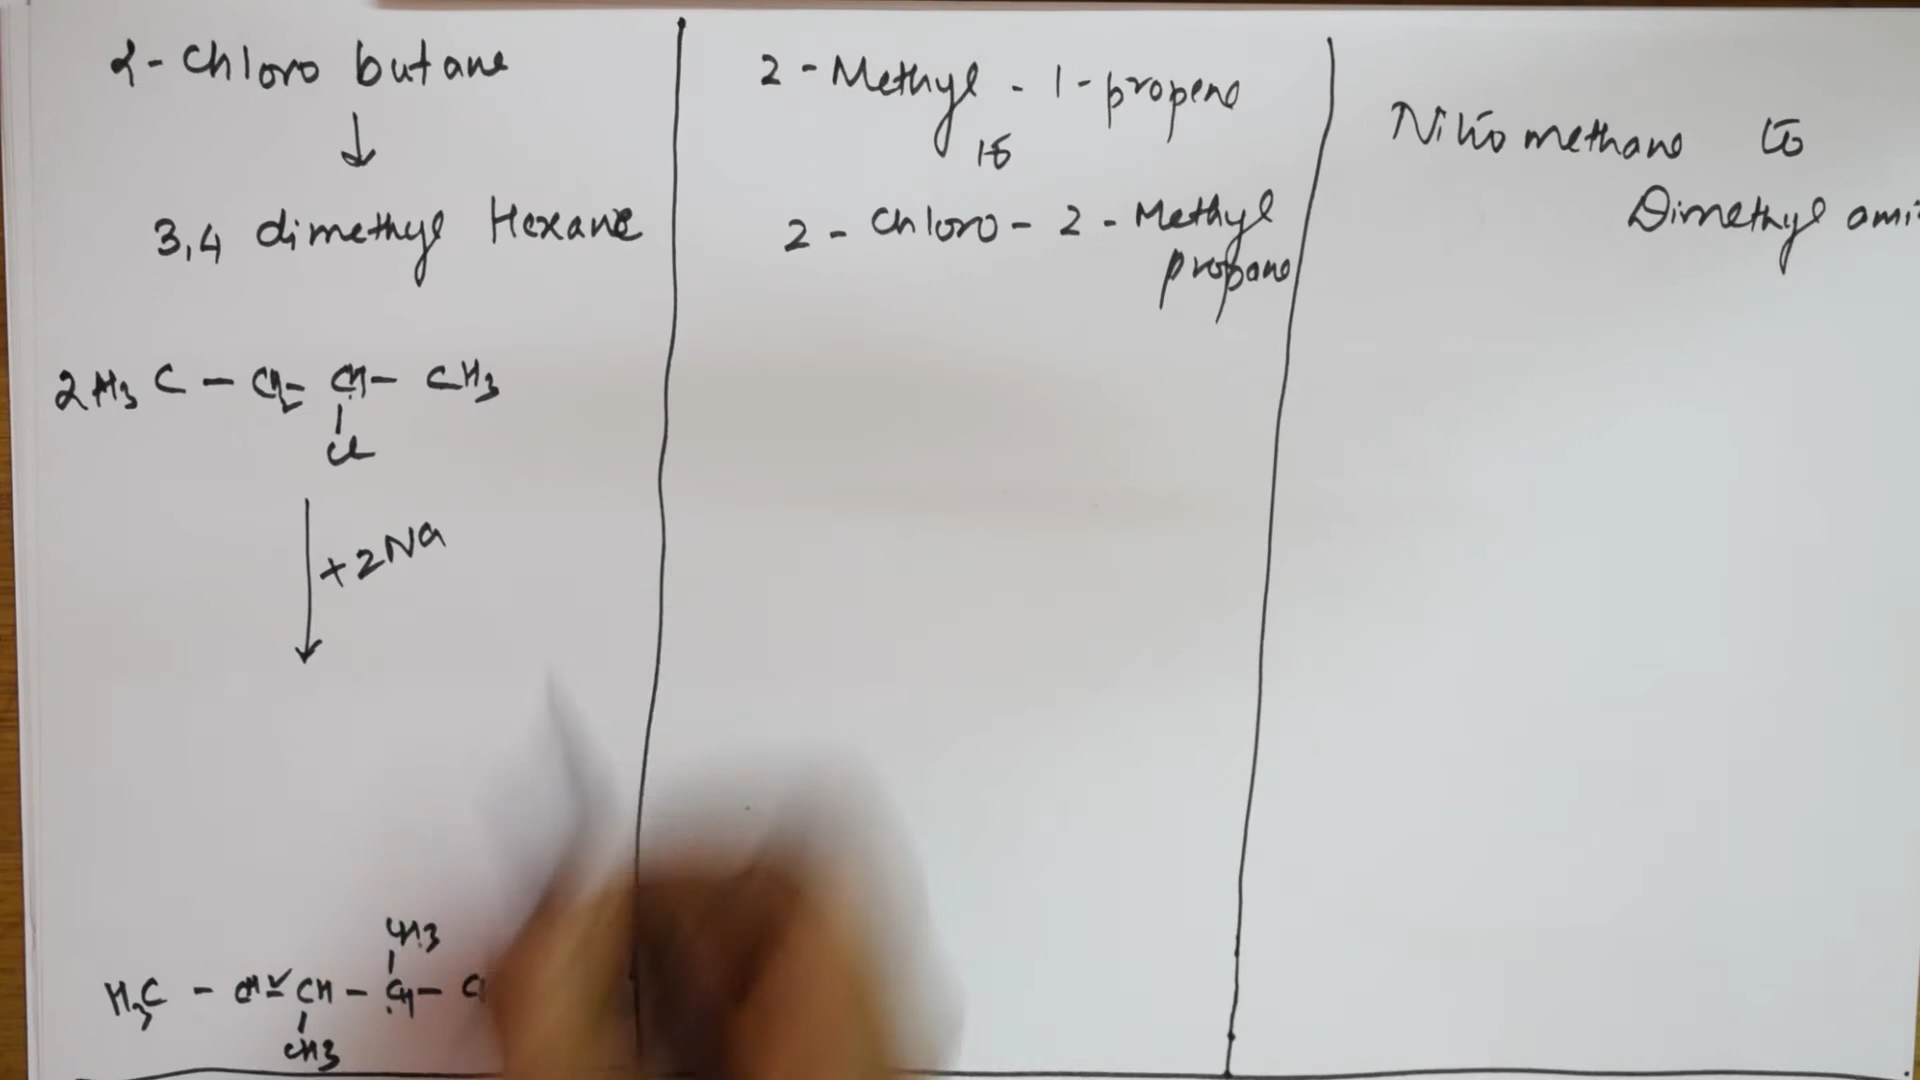 2-Chloro butane
↓
3,4 dimethyl Hexane
2H₃C - CH₂ - CH - CH₃
|
Cl
↓ +2Na
CH3
|
H₃C - CH₂ - CH - CH -
|
CH3
2-Methyl-1-propene
to
2-Chloro-2-Methyl
propane
Nitromethane to
Dimethyl